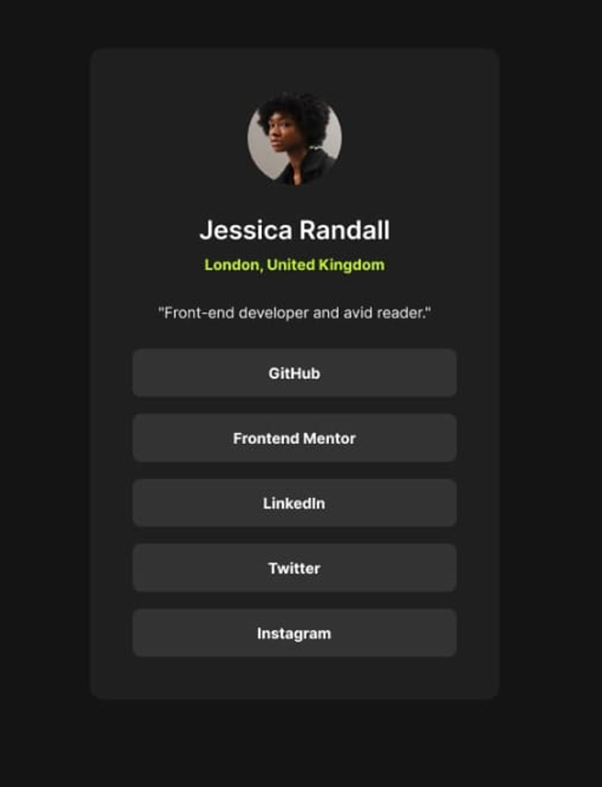 Jessica Randall
London, United Kingdom
"Front-end developer and avid reader."
GitHub
Frontend Mentor
LinkedIn
Twitter
Instagram